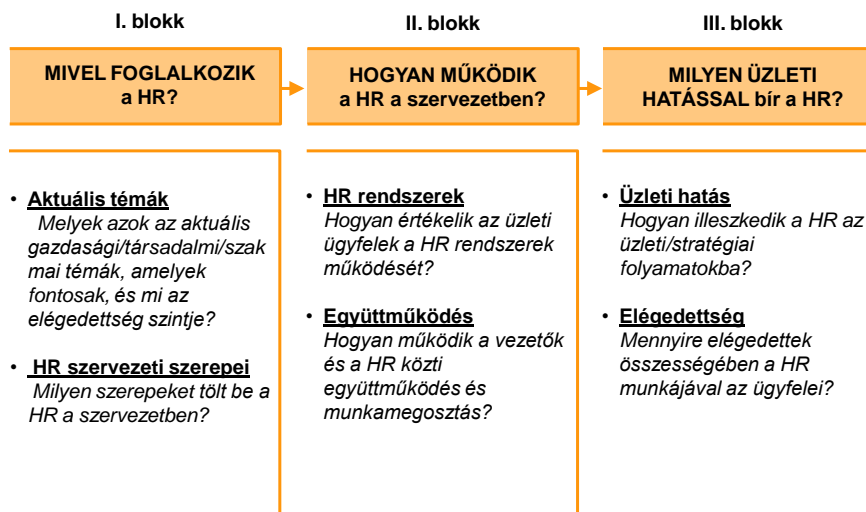 I. blokk
MIVEL FOGLALKOZIK
a HR?
• Aktuális témák
Melyek azok az aktuális
gazdasági/társadalmi/szak
mai témák, amelyek
fontosak, és mi az
elégedettség szintje?
• HR szervezeti szerepei
Milyen szerepeket tölt be a
HR a szervezetben?
II. blokk
HOGYAN MŰKÖDIK
a HR a szervezetben?
• HR rendszerek
Hogyan értékelik az üzleti
ügyfelek a HR rendszerek
működését?
• Együttműködés
Hogyan működik a vezetők
és a HR közti
együttműködés és
munkamegosztás?
III. blokk
MILYEN ÜZLETI
HATÁSSAL bír a HR?
• Üzleti hatás
Hogyan illeszkedik a HR az
üzleti/stratégiai
folyamatokba?
• Elégedettség
Mennyire elégedettek
összességében a HR
munkájával az ügyfelei?